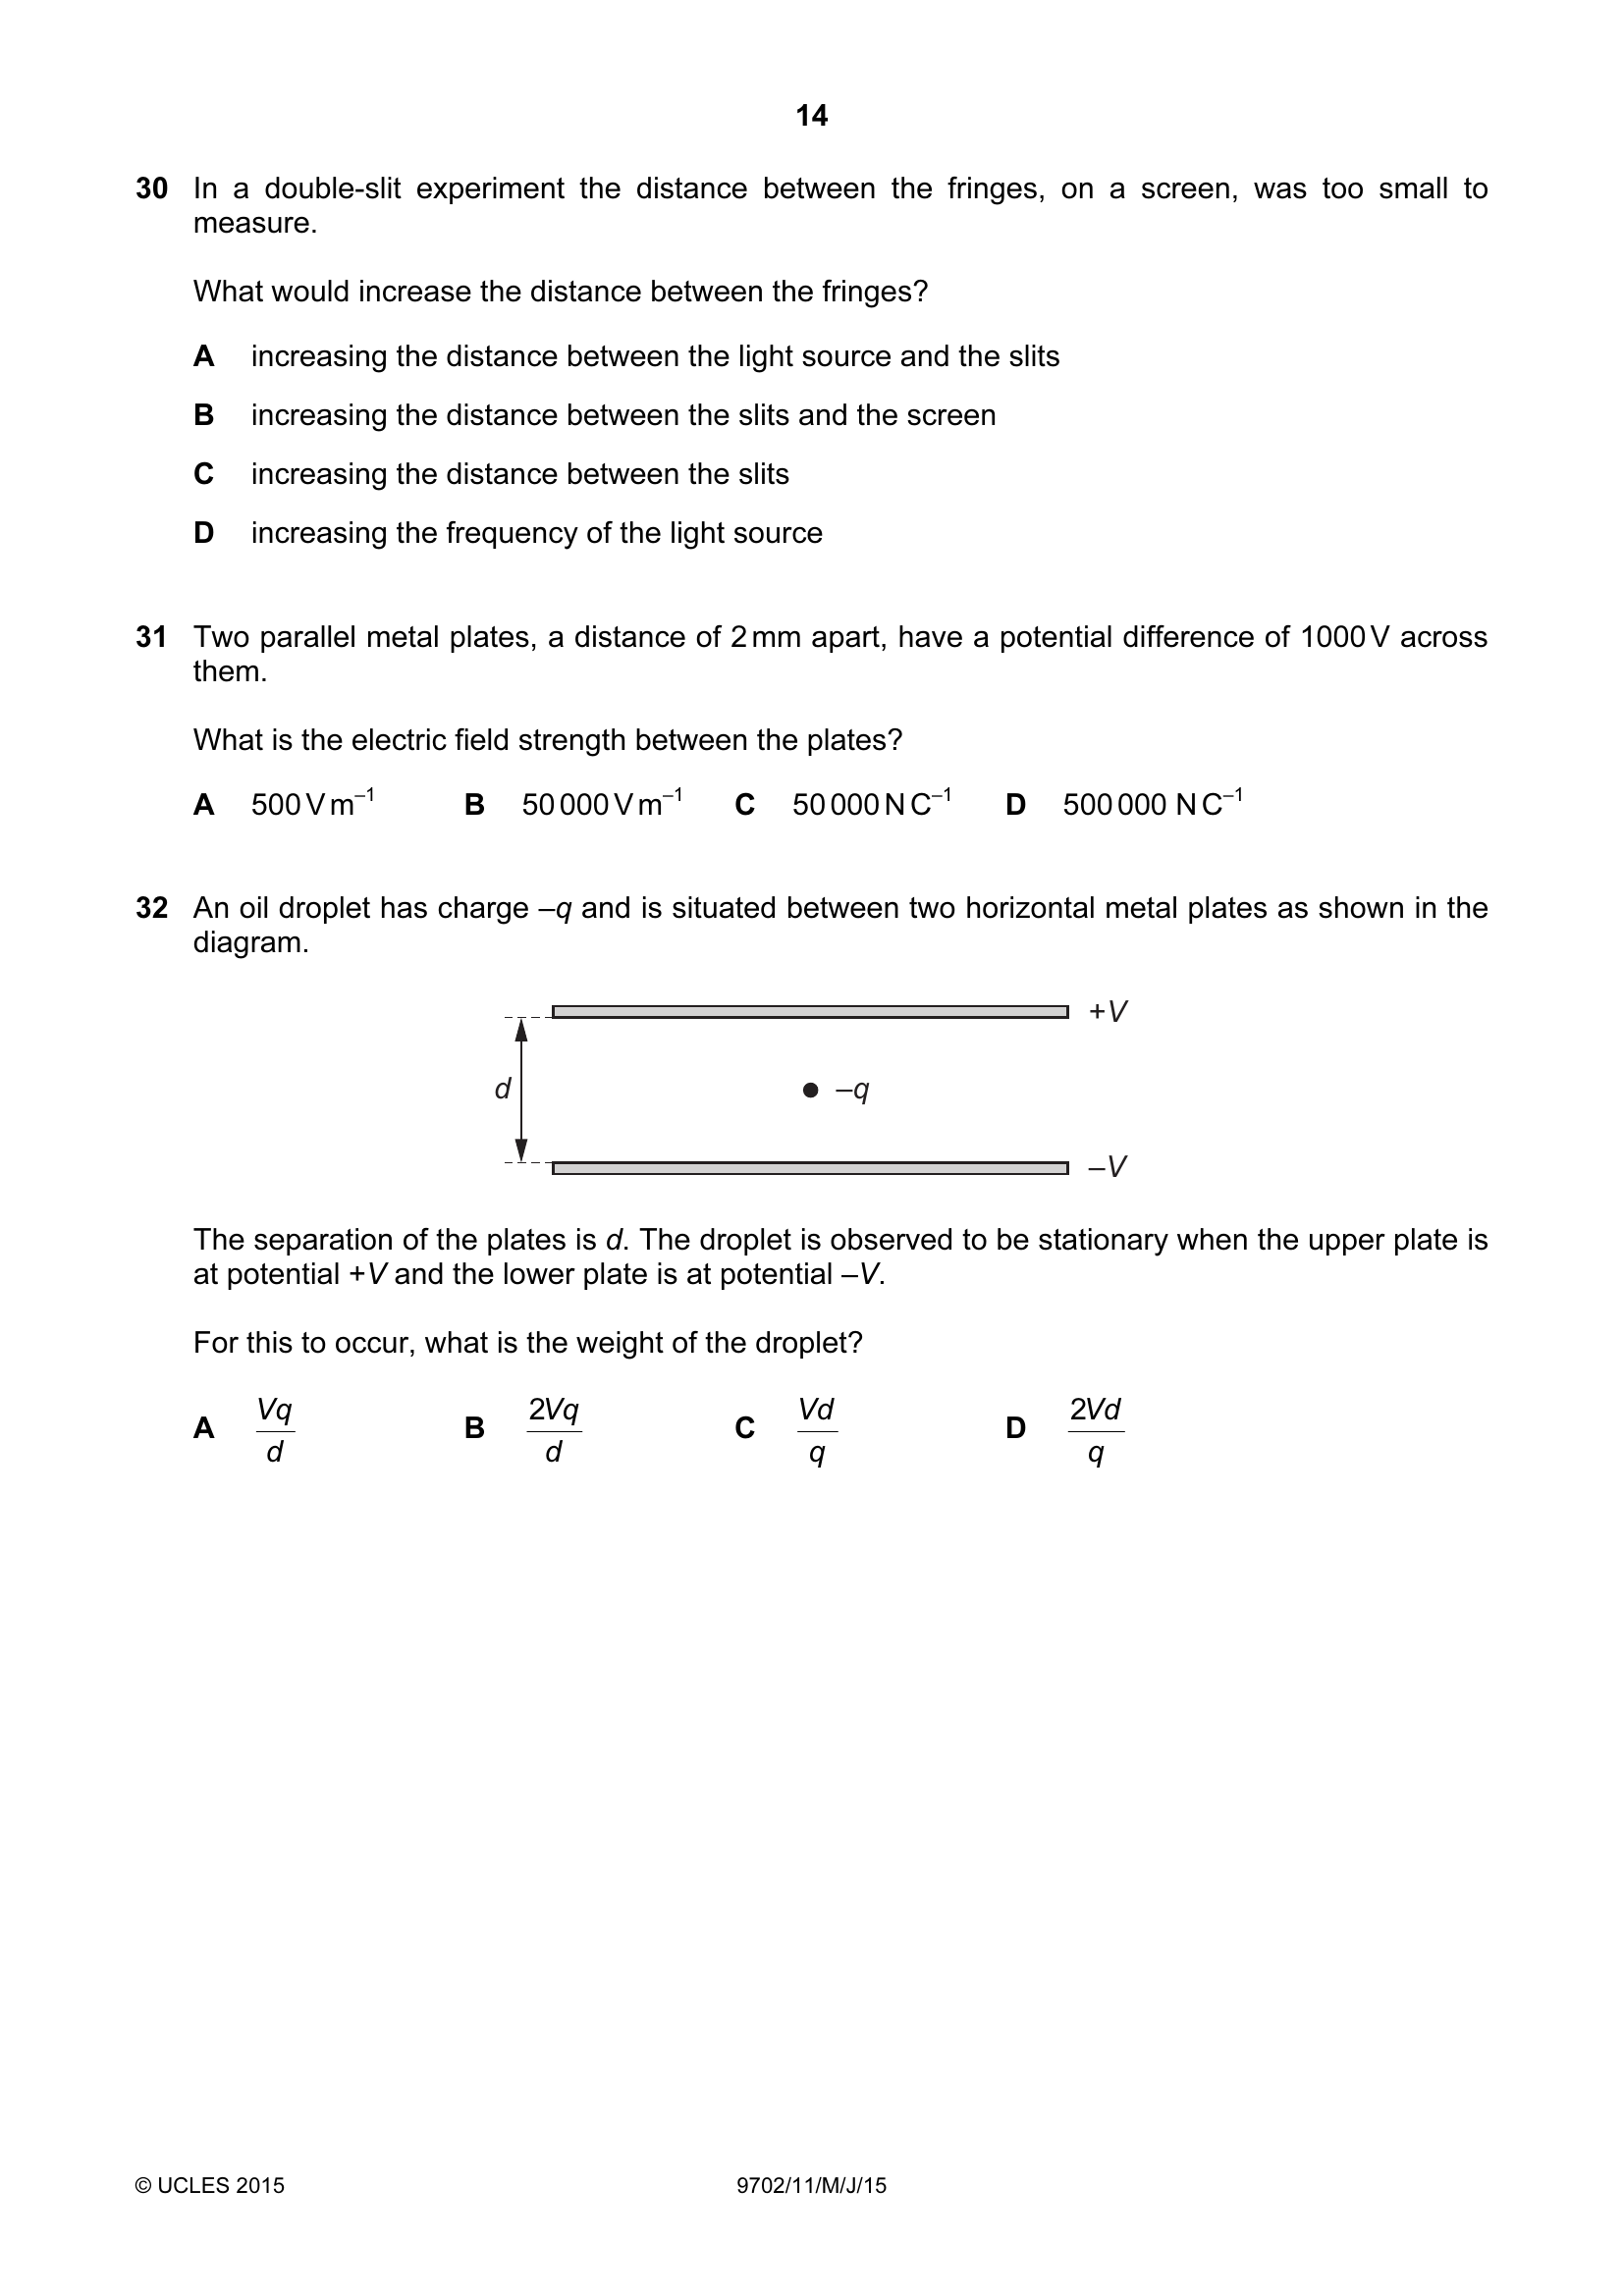 14
30 In a double-slit experiment the distance between the fringes, on a screen, was too small to
measure.
What would increase the distance between the fringes?
A increasing the distance between the light source and the slits
B increasing the distance between the slits and the screen
C increasing the distance between the slits
D increasing the frequency of the light source
31 Two parallel metal plates, a distance of 2 mm apart, have a potential difference of 1000 V across
them.
What is the electric field strength between the plates?
A 500 V m⁻¹ B 50 000 V m⁻¹ C 50 000 N C⁻¹ D 500 000 N C⁻¹
32 An oil droplet has charge –q and is situated between two horizontal metal plates as shown in the
diagram.
+V
d
–q
–V
The separation of the plates is d. The droplet is observed to be stationary when the upper plate is
at potential +V and the lower plate is at potential –V.
For this to occur, what is the weight of the droplet?
A Vq/d B 2Vq/d C Vd/q D 2Vd/q
© UCLES 2015 9702/11/M/J/15